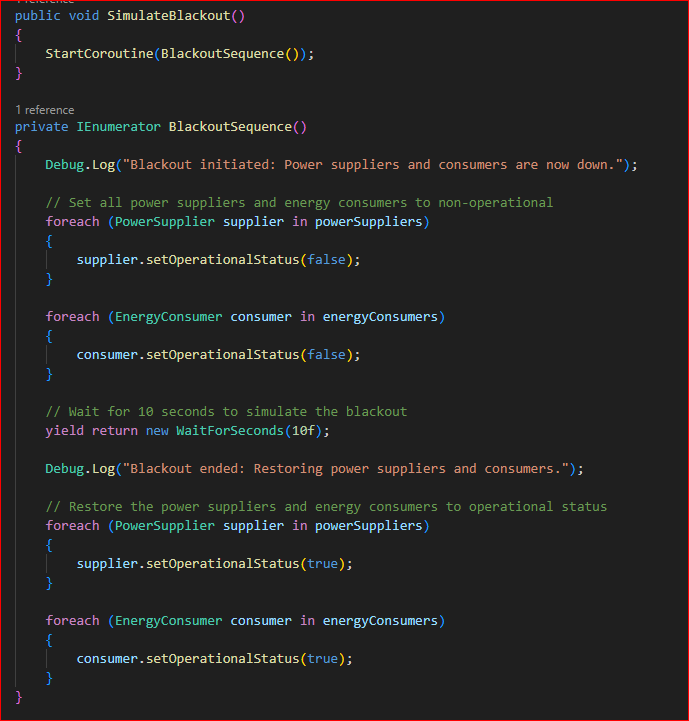 1 reference
public void SimulateBlackout()
{
StartCoroutine(BlackoutSequence());
}
1 reference
private IEnumerator BlackoutSequence()
{
Debug.Log("Blackout initiated: Power suppliers and consumers are now down.");
// Set all power suppliers and energy consumers to non-operational
foreach (PowerSupplier supplier in powerSuppliers)
{
supplier.setOperationalStatus(false);
}
foreach (EnergyConsumer consumer in energyConsumers)
{
consumer.setOperationalStatus(false);
}
// Wait for 10 seconds to simulate the blackout
yield return new WaitForSeconds(10f);
Debug.Log("Blackout ended: Restoring power suppliers and consumers.");
// Restore the power suppliers and energy consumers to operational status
foreach (PowerSupplier supplier in powerSuppliers)
{
supplier.setOperationalStatus(true);
}
foreach (EnergyConsumer consumer in energyConsumers)
{
consumer.setOperationalStatus(true);
}
}